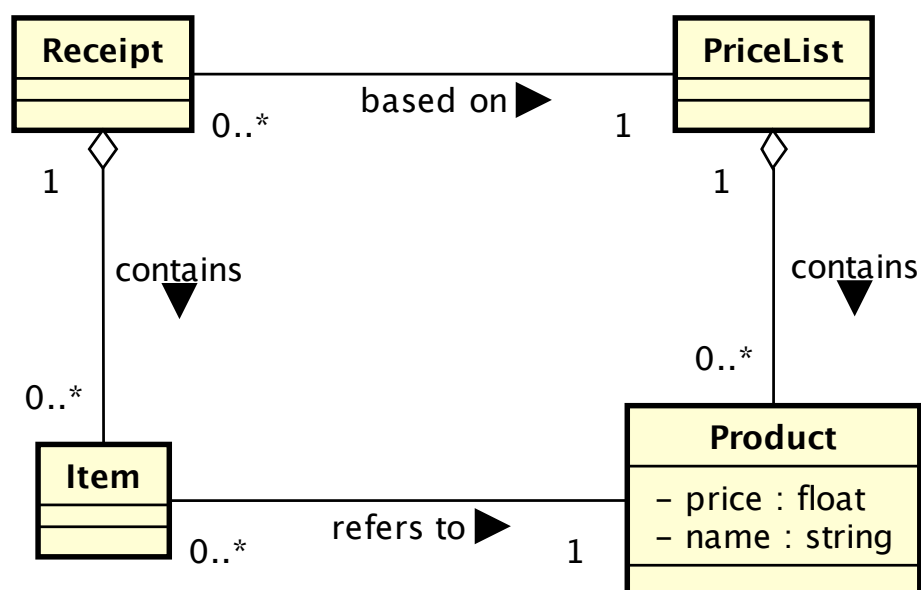 Receipt
PriceList
based on ▶
0..*
1
1
1
contains
▼
contains
▼
0..*
0..*
Item
Product
– price : float
– name : string
refers to ▶
0..*
1